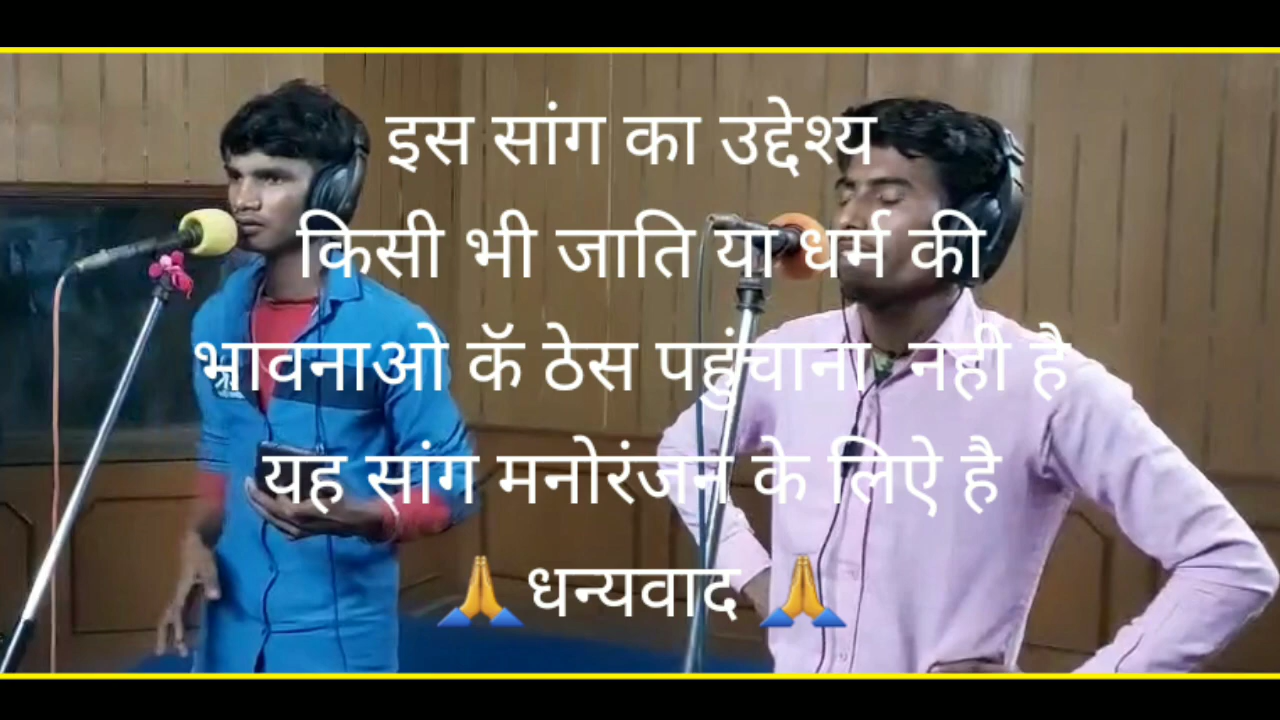 इस सांग का उद्देश्य
किसी भी जाति या धर्म की
भावनाओ कॅ ठेस पहुंचाना नही है
यह सांग मनोरंजन के लिऐ है
🙏धन्यवाद 🙏